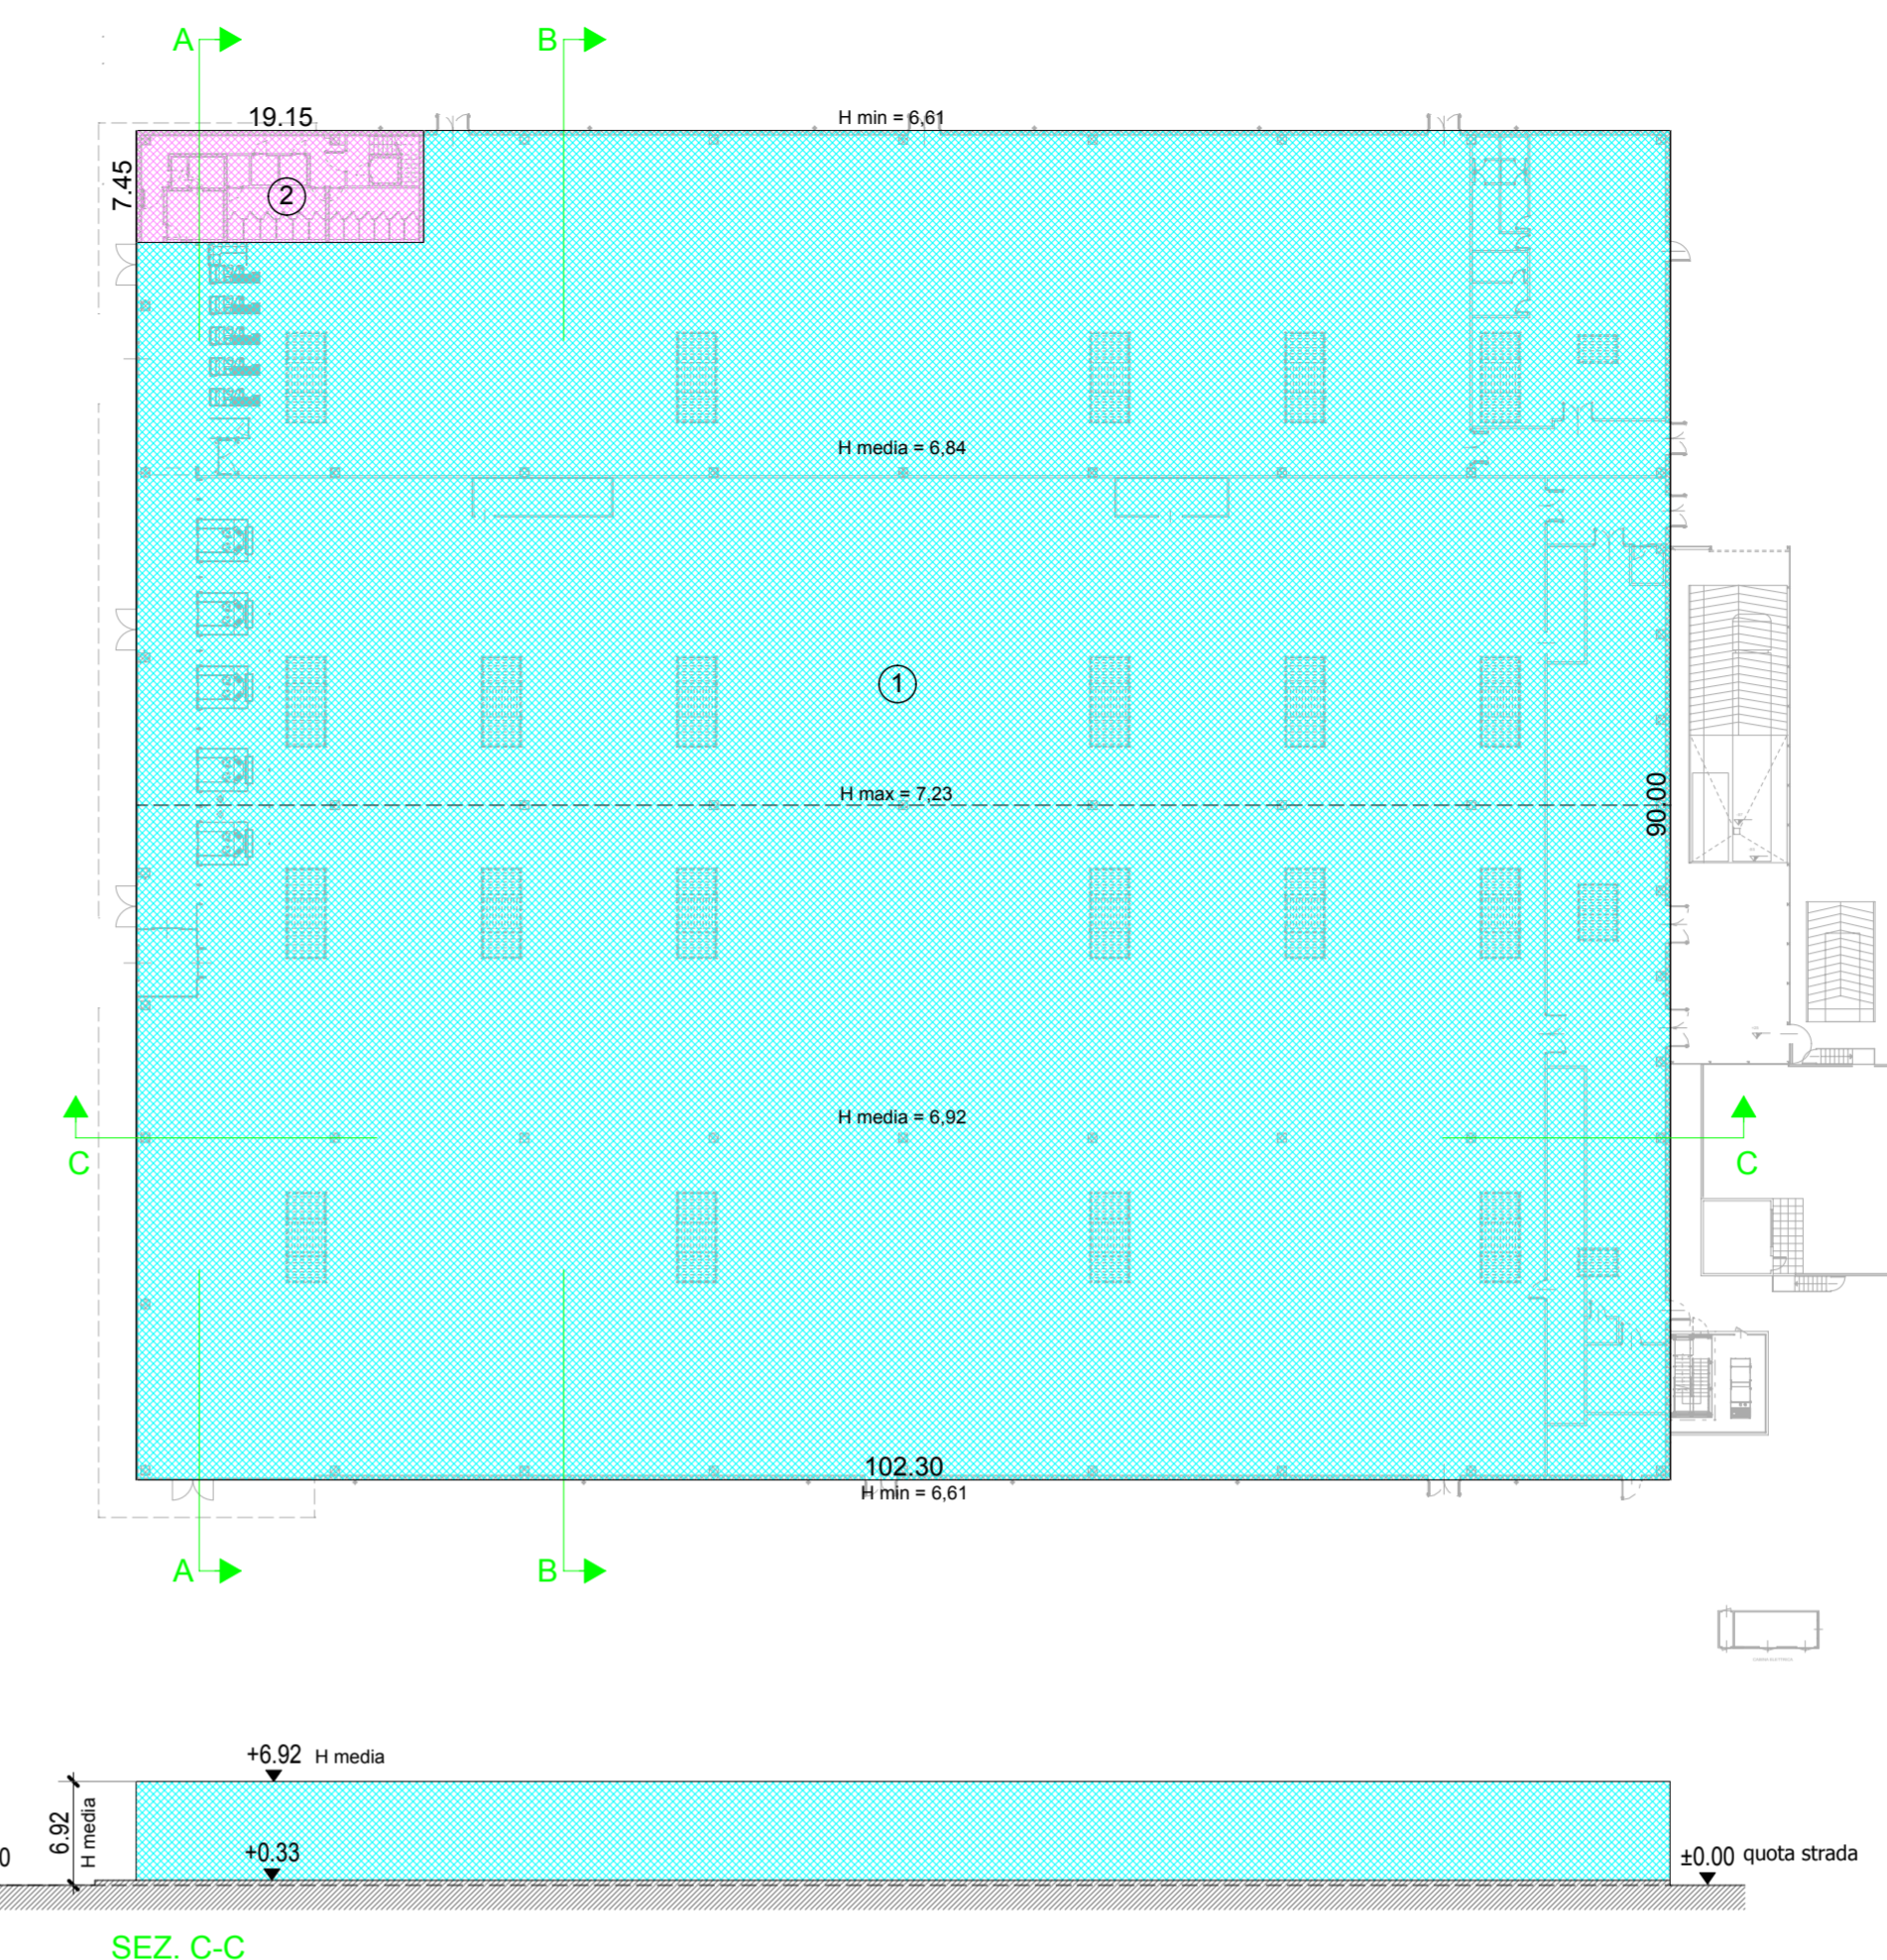 A
B
19.15
H min = 6,61
7.45
2
H media = 6,84
1
H max = 7,23
90.00
H media = 6,92
C
C
102.30
H min = 6,61
A
B
+6.92 H media
6.92
H media
+0.33
0
±0.00 quota strada
SEZ. C-C